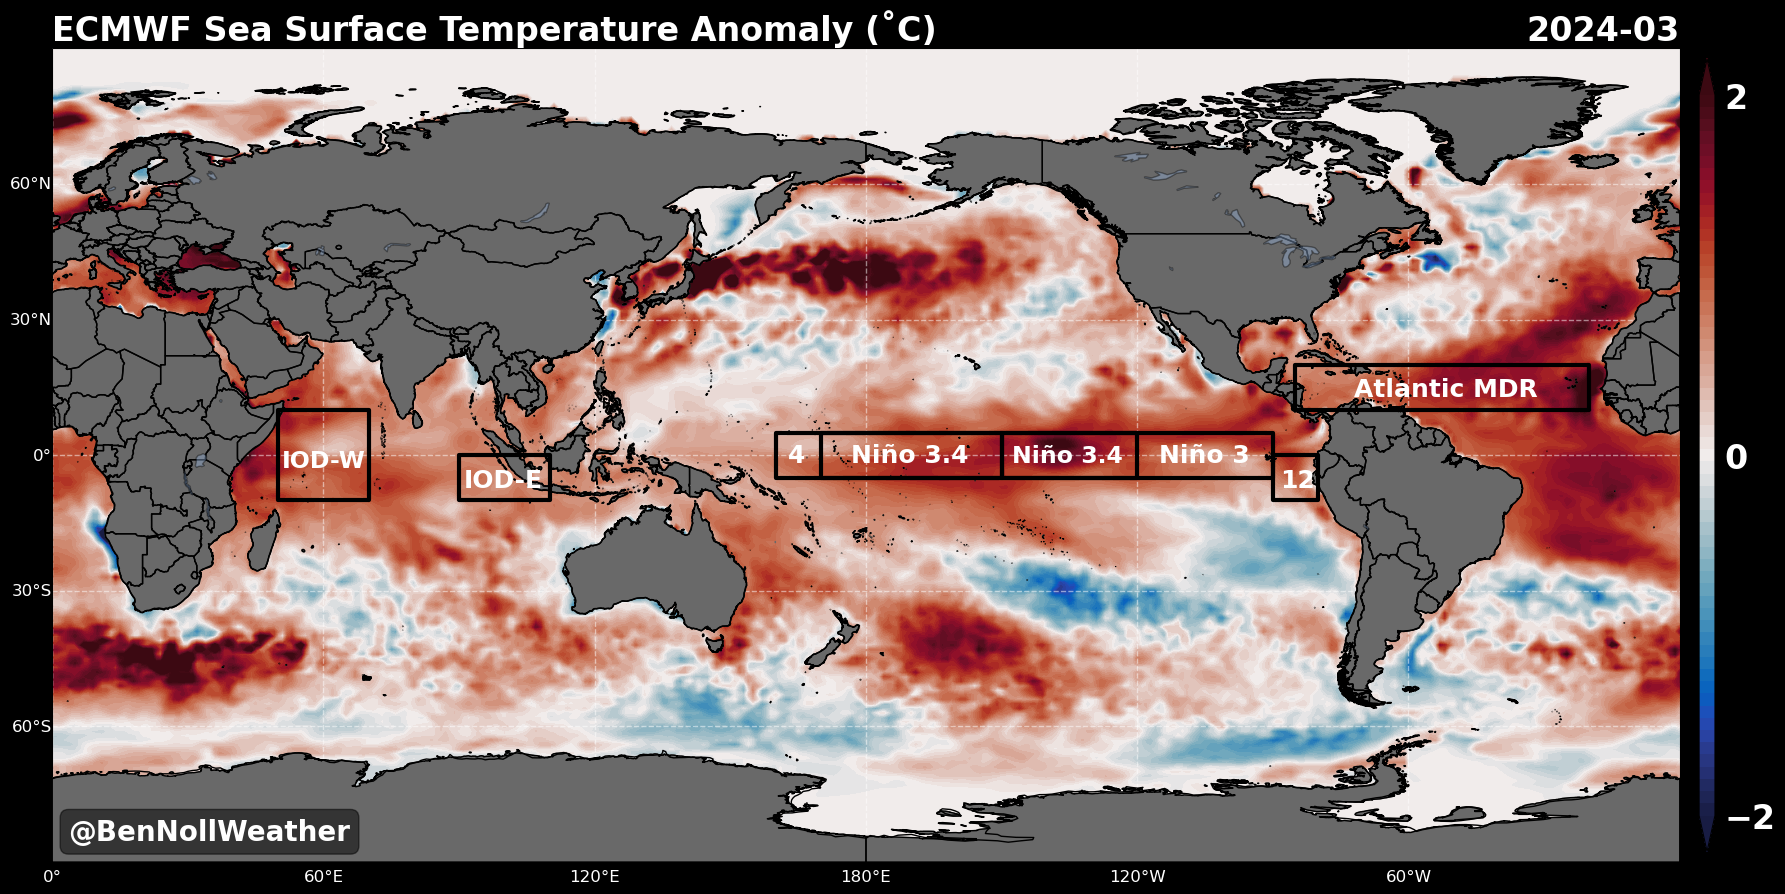 ECMWF Sea Surface Temperature Anomaly (˚C)
2024-03
2
60°N
30°N
Atlantic MDR
0°
IOD-W
4
Niño 3.4
Niño 3.4
Niño 3
0
IOD-E
12
30°S
60°S
−2
@BenNollWeather
0°
60°E
120°E
180°E
120°W
60°W